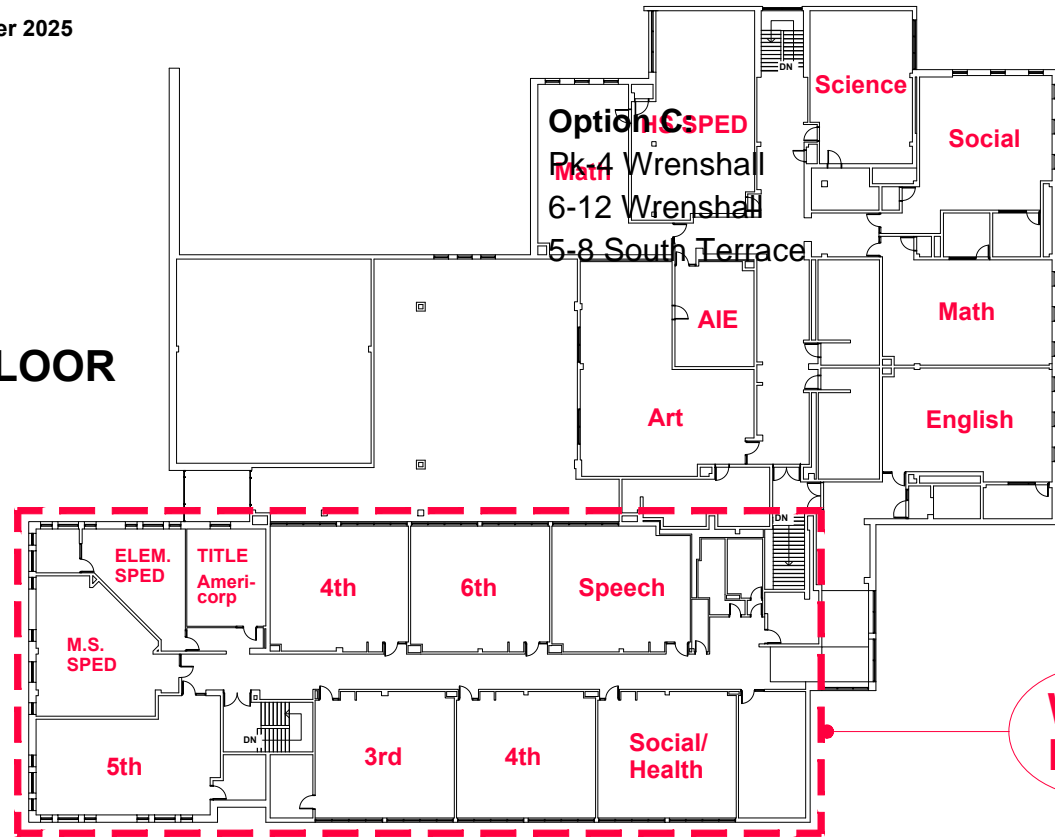 er 2025
Science
Option C:
HS SPED
Social
Pk-4 Wrenshall
Math
6-12 Wrenshall
5-8 South Terrace
AIE
Math
LOOR
Art
English
DN
DN
ELEM.
SPED
TITLE
Ameri-
corp
4th
6th
Speech
M.S.
SPED
DN
5th
3rd
4th
Social/
Health